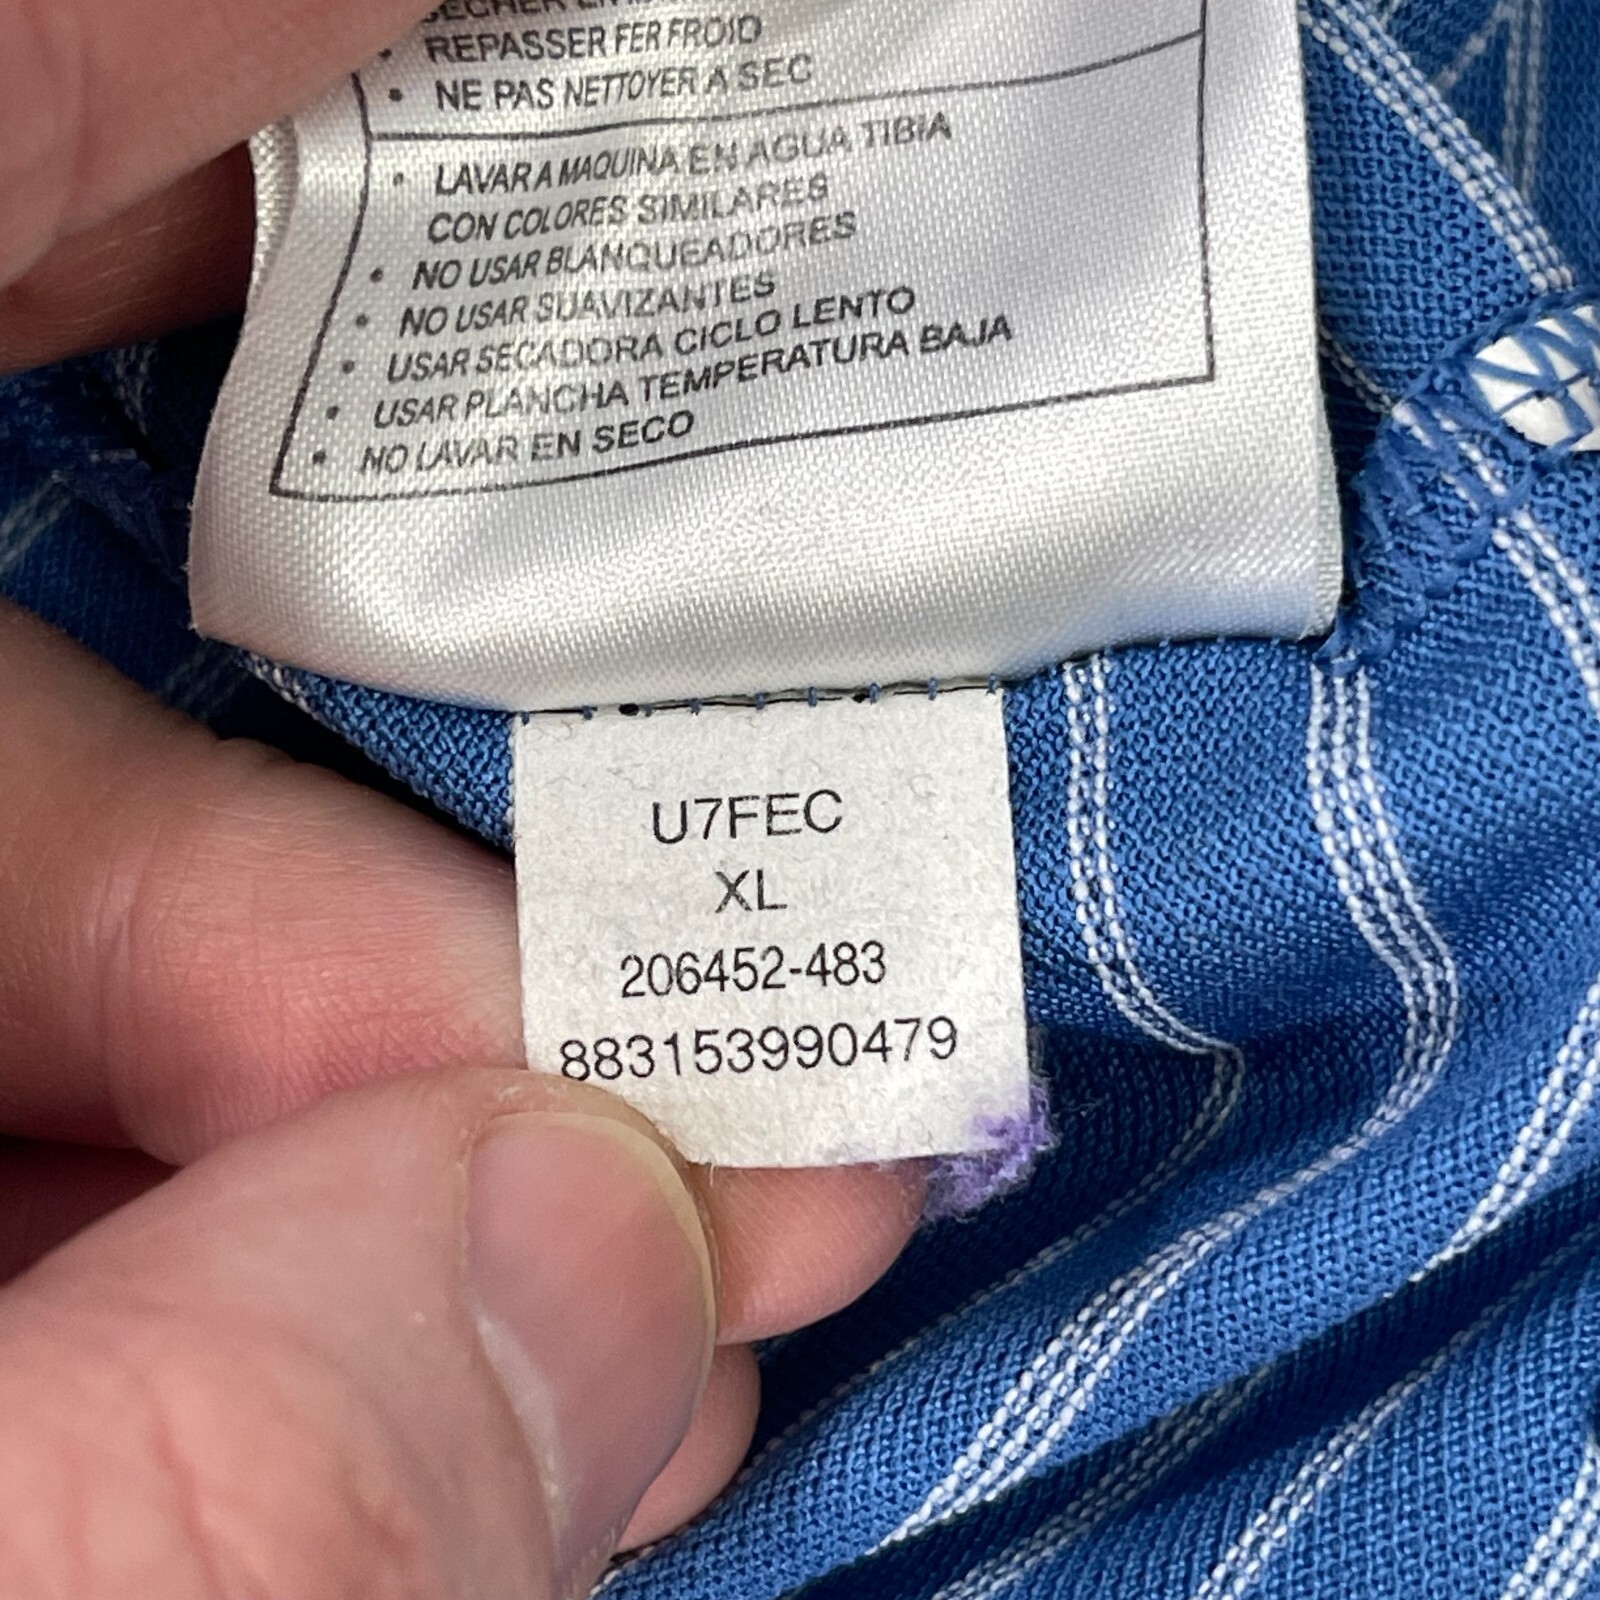 SECHER
• REPASSER FER FROID
• NE PAS NETTOYER A SEC
• LAVAR A MAQUINA EN AGUA TIBIA
CON COLORES SIMILARES
• NO USAR BLANQUEADORES
• NO USAR SUAVIZANTES
• USAR SECADORA CICLO LENTO
• USAR PLANCHA TEMPERATURA BAJA
• NO LAVAR EN SECO
U7FEC
XL
206452-483
883153990479